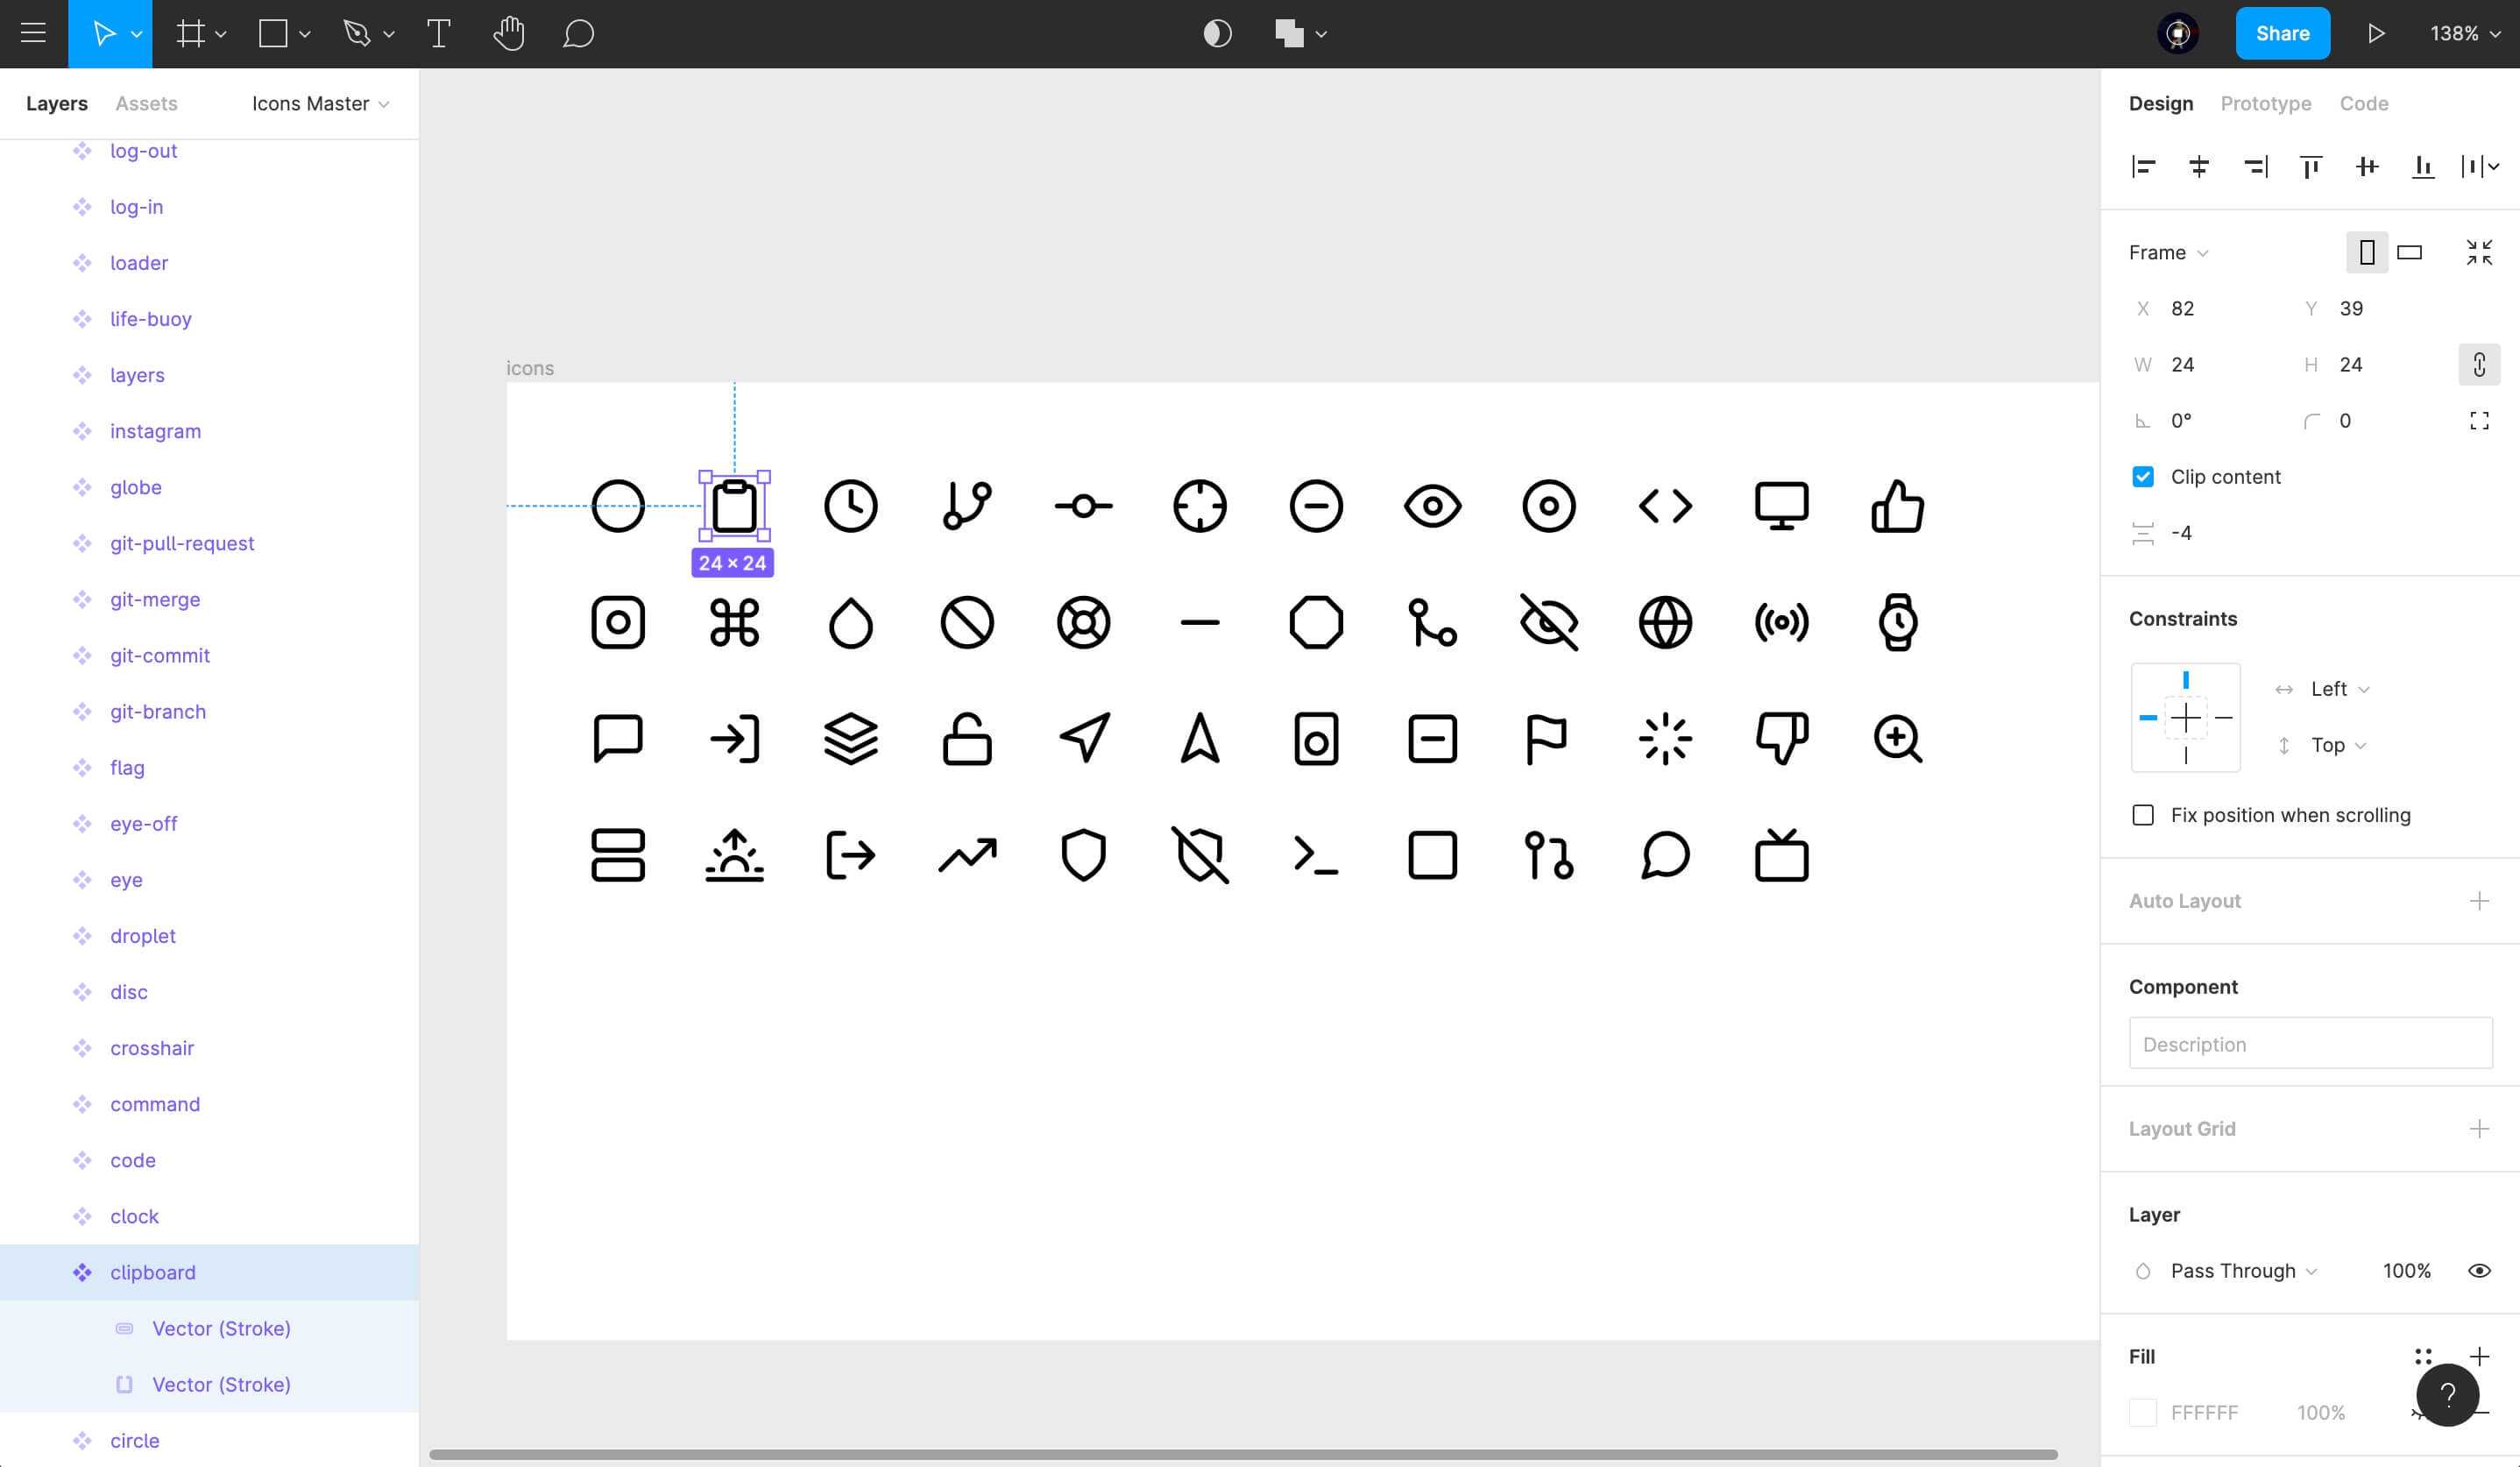 Share
138%
Layers Assets Icons Master
log-out
log-in
loader
life-buoy
layers
instagram
globe
git-pull-request
git-merge
git-commit
git-branch
flag
eye-off
eye
droplet
disc
crosshair
command
code
clock
clipboard
Vector (Stroke)
Vector (Stroke)
circle
icons
24 × 24
Design Prototype Code
Frame
X 82 Y 39
W 24 H 24
0° 0
Clip content
-4
Constraints
Left
Top
Fix position when scrolling
Auto Layout
Component
Description
Layout Grid
Layer
Pass Through 100%
Fill
FFFFFF 100%
?